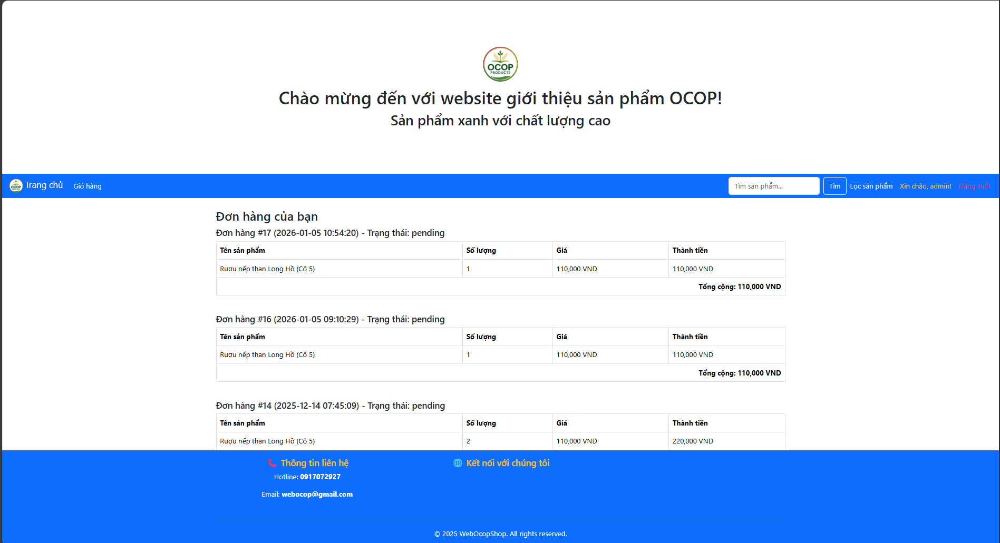 OCOP
PRODUCTS
Chào mừng đến với website giới thiệu sản phẩm OCOP!
Sản phẩm xanh với chất lượng cao
OCOP Trang chủ Giỏ hàng Tìm sản phẩm... Tìm Lọc sản phẩm Xin chào, admin! Đăng xuất
Đơn hàng của bạn
Đơn hàng #17 (2026-01-05 10:54:20) - Trạng thái: pending
Tên sản phẩm Số lượng Giá Thành tiền
Rượu nếp than Long Hồ (Cô 5) 1 110,000 VND 110,000 VND
Tổng cộng: 110,000 VND
Đơn hàng #16 (2026-01-05 09:10:29) - Trạng thái: pending
Tên sản phẩm Số lượng Giá Thành tiền
Rượu nếp than Long Hồ (Cô 5) 1 110,000 VND 110,000 VND
Tổng cộng: 110,000 VND
Đơn hàng #14 (2025-12-14 07:45:09) - Trạng thái: pending
Tên sản phẩm Số lượng Giá Thành tiền
Rượu nếp than Long Hồ (Cô 5) 2 110,000 VND 220,000 VND
Thông tin liên hệ
Hotline: 0917072927
Email: webocop@gmail.com
Kết nối với chúng tôi
© 2025 WebOcopShop. All rights reserved.